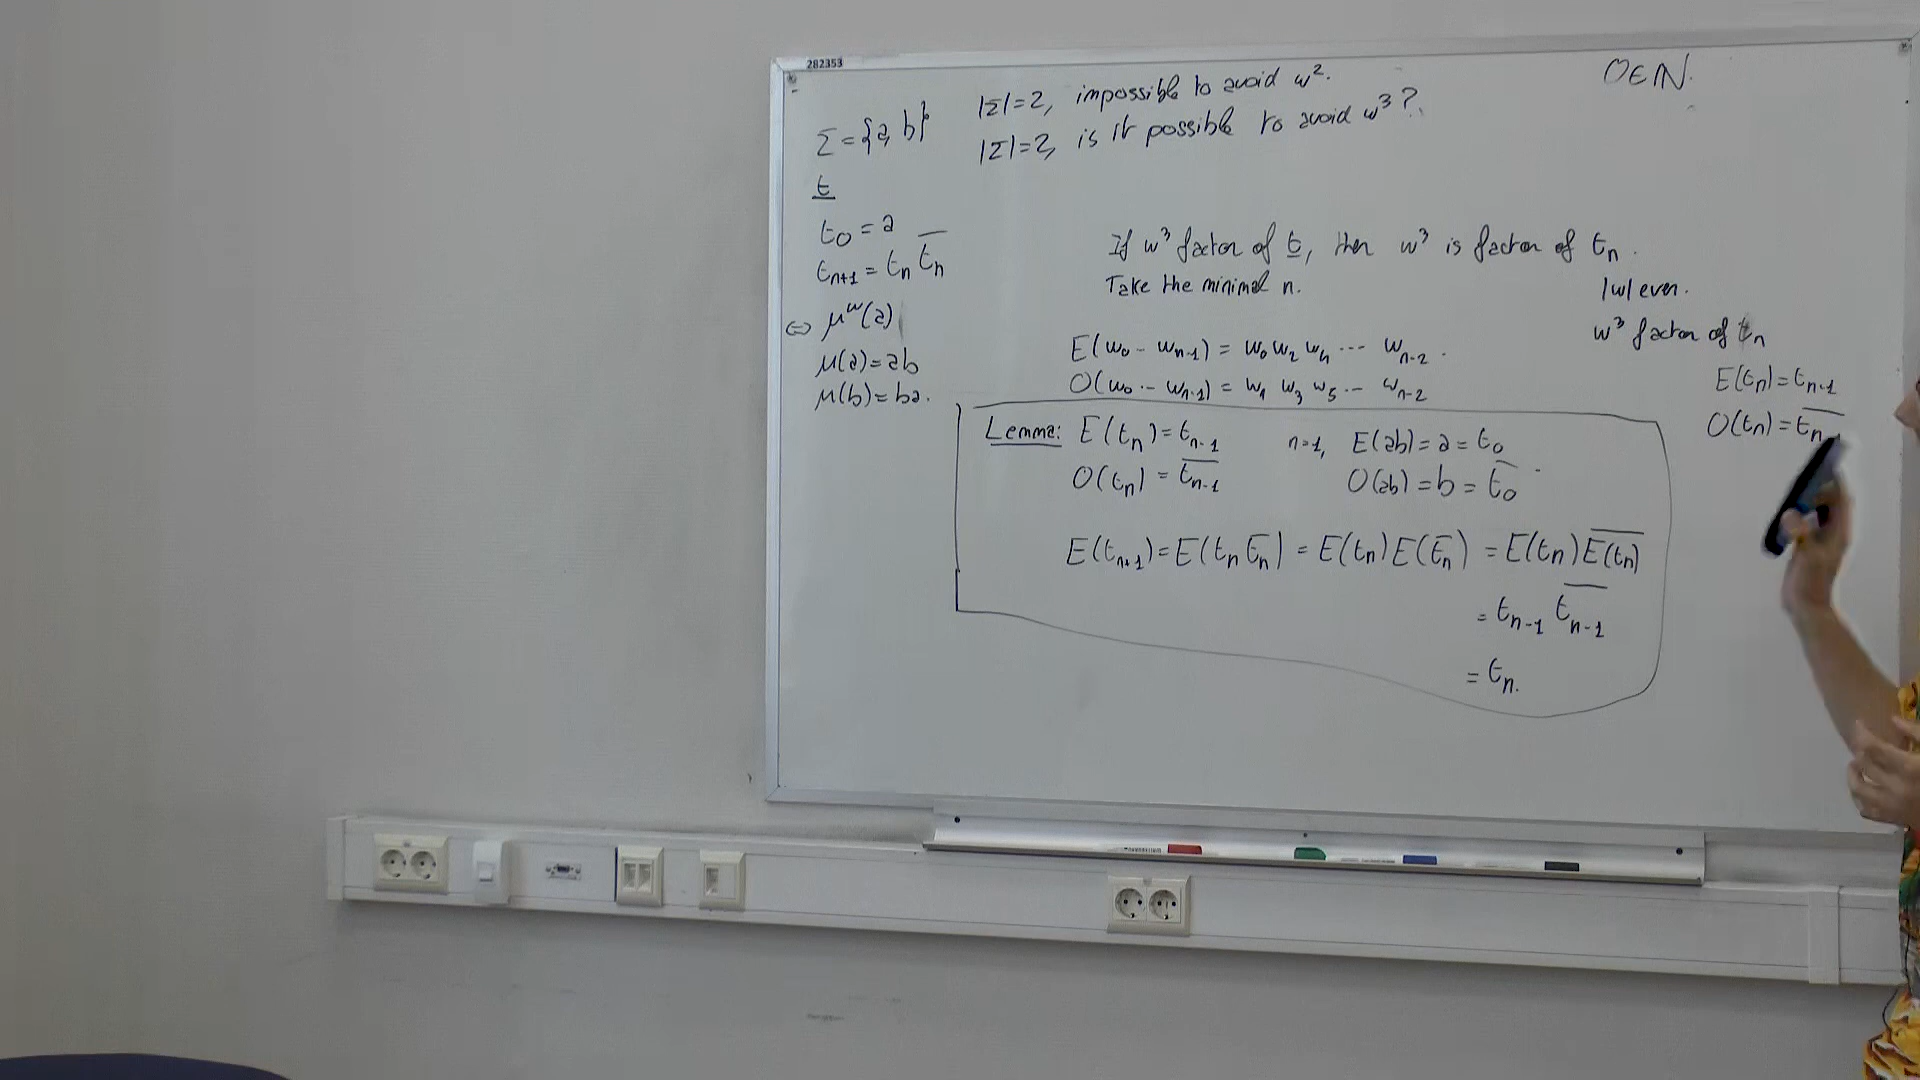 282353
|Σ|=2, impossible to avoid w².
|Σ|=2, is it possible to avoid w³?
0∈ℕ.
Σ={a,b}
t
t₀ = a
tₙ₊₁ = tₙ t̅ₙ
⇔ μ^ω(a)
μ(a)=ab
μ(b)=ba.
If w³ factor of t, then w³ is factor of tₙ.
Take the minimal n.
E(w₀ - wₙ₋₁) = w₀ w₂ w₄ ... wₙ₋₂.
O(w₀ .. wₙ₋₁) = w₁ w₃ w₅ .. wₙ₋₂
Lemma: E(tₙ)=tₙ₋₁
O(tₙ) = t̅ₙ₋₁
n=1, E(ab)=a=t₀
O(ab)=b=t̅₀
E(tₙ₊₁)=E(tₙ t̅ₙ) = E(tₙ)E(t̅ₙ) = E(tₙ)E̅(̅t̅ₙ̅)̅
= tₙ₋₁ t̅ₙ₋₁
= tₙ.
|w| even.
w³ factor of tₙ
E(tₙ)=tₙ₋₁